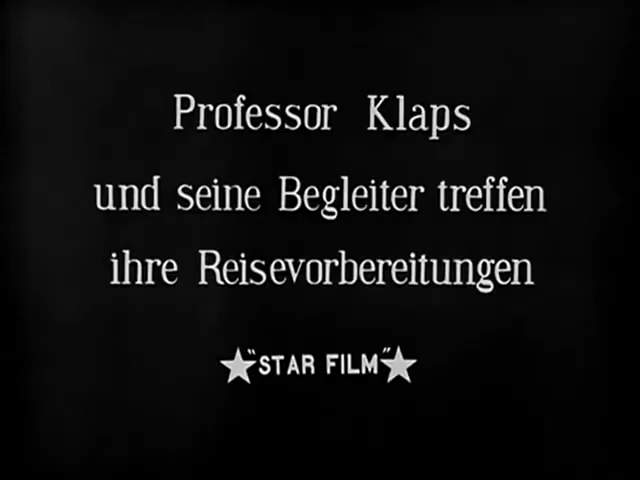 Professor Klaps
und seine Begleiter treffen
ihre Reisevorbereitungen
"STAR FILM"